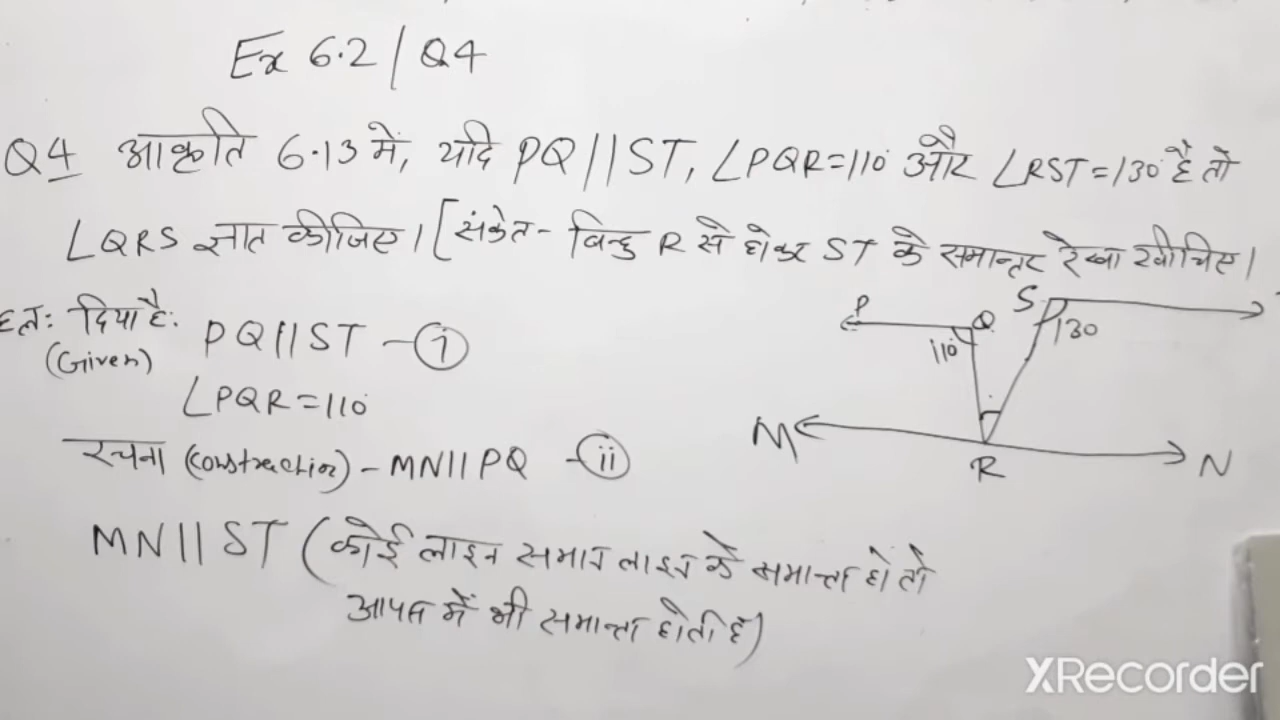 Ex 6.2 / Q4
Q4 आकृति 6.13 में, यदि PQ || ST, ∠PQR = 110° और ∠RST = 130° है तो
∠QRS ज्ञात कीजिए। [संकेत - बिन्दु R से होकर ST के समान्तर रेखा खीचिए।
हल: दिया है:
(Given)
PQ || ST - (i)
∠PQR = 110°
रचना (Construction) - MN || PQ - (ii)
MN || ST (कोई लाइन समान लाइन के समान्तर हो तो
आपस में भी समान्तर होती है)
P
Q
S
110°
130
M
R
N
XRecorder